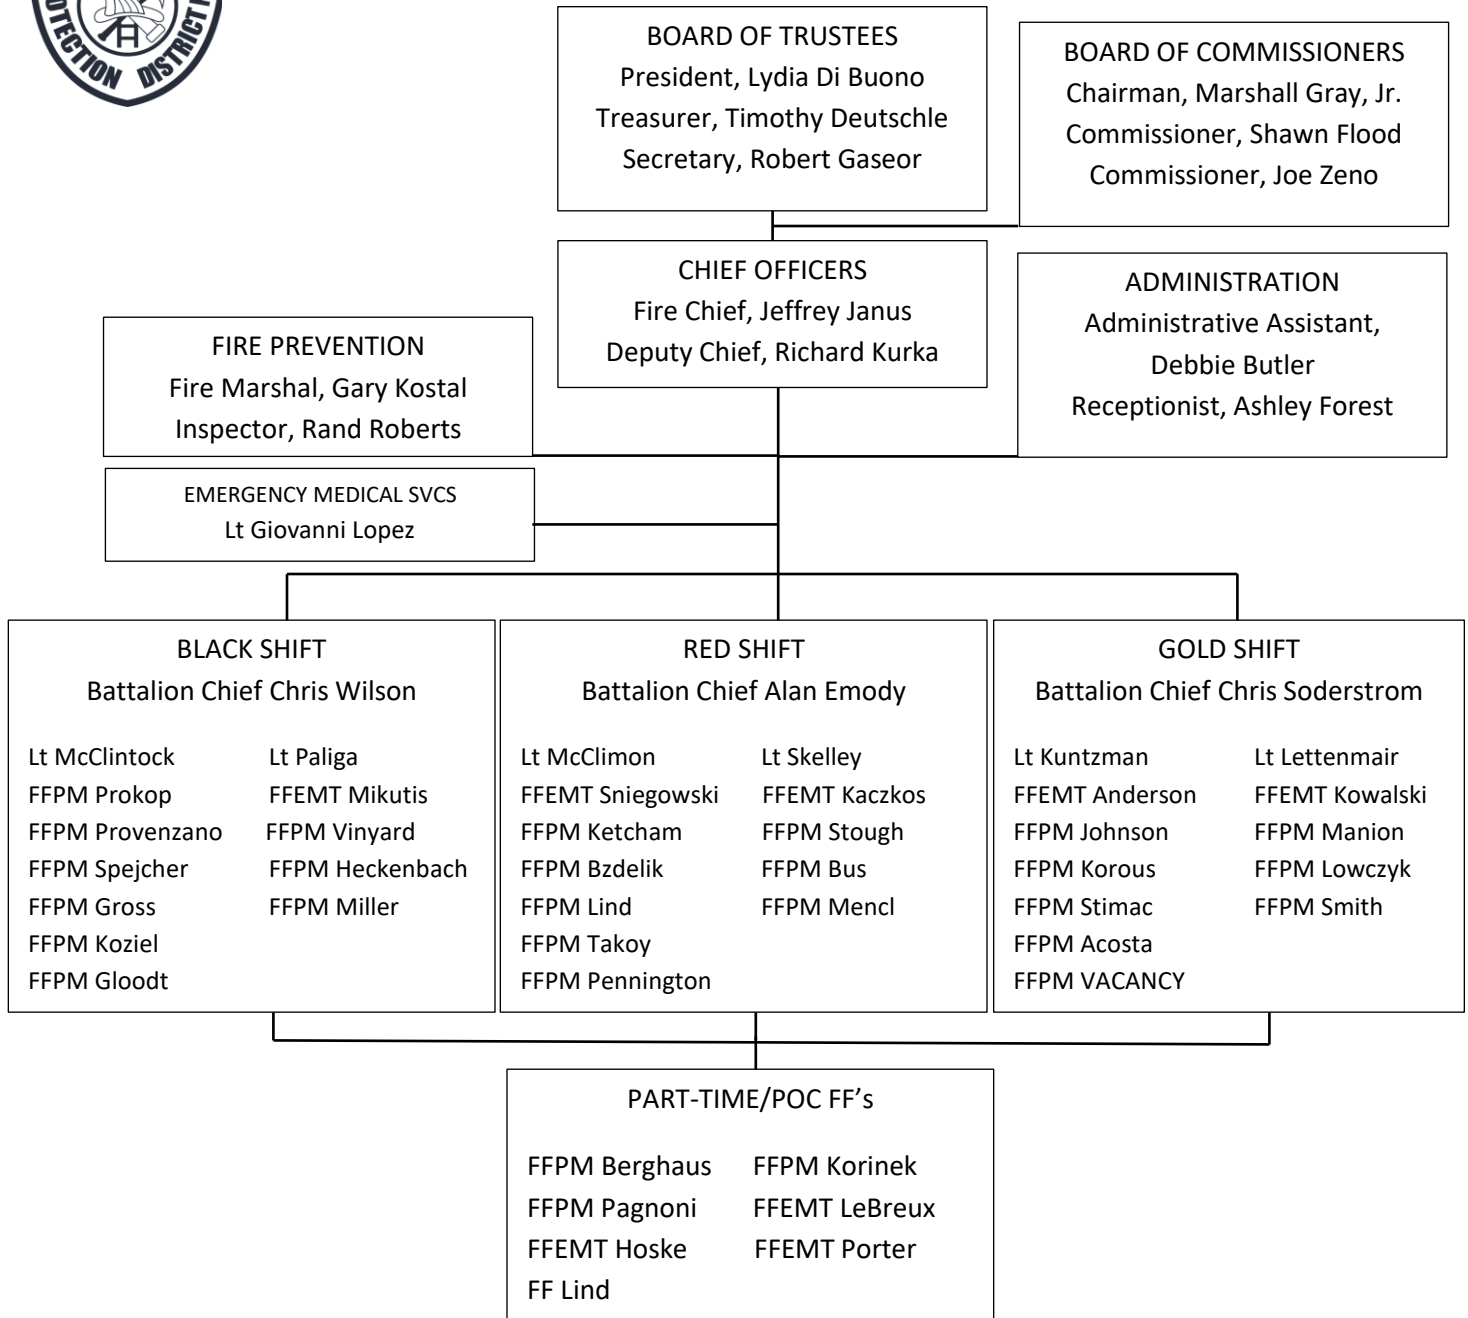 OTECTION DISTRICT
BOARD OF TRUSTEES
President, Lydia Di Buono
Treasurer, Timothy Deutschle
Secretary, Robert Gaseor
BOARD OF COMMISSIONERS
Chairman, Marshall Gray, Jr.
Commissioner, Shawn Flood
Commissioner, Joe Zeno
CHIEF OFFICERS
Fire Chief, Jeffrey Janus
Deputy Chief, Richard Kurka
ADMINISTRATION
Administrative Assistant,
Debbie Butler
Receptionist, Ashley Forest
FIRE PREVENTION
Fire Marshal, Gary Kostal
Inspector, Rand Roberts
EMERGENCY MEDICAL SVCS
Lt Giovanni Lopez
BLACK SHIFT
Battalion Chief Chris Wilson
Lt McClintock Lt Paliga
FFPM Prokop FFEMT Mikutis
FFPM Provenzano FFPM Vinyard
FFPM Spejcher FFPM Heckenbach
FFPM Gross FFPM Miller
FFPM Koziel
FFPM Gloodt
RED SHIFT
Battalion Chief Alan Emody
Lt McClimon Lt Skelley
FFEMT Sniegowski FFEMT Kaczkos
FFPM Ketcham FFPM Stough
FFPM Bzdelik FFPM Bus
FFPM Lind FFPM Mencl
FFPM Takoy
FFPM Pennington
GOLD SHIFT
Battalion Chief Chris Soderstrom
Lt Kuntzman Lt Lettenmair
FFEMT Anderson FFEMT Kowalski
FFPM Johnson FFPM Manion
FFPM Korous FFPM Lowczyk
FFPM Stimac FFPM Smith
FFPM Acosta
FFPM VACANCY
PART-TIME/POC FF’s
FFPM Berghaus FFPM Korinek
FFPM Pagnoni FFEMT LeBreux
FFEMT Hoske FFEMT Porter
FF Lind